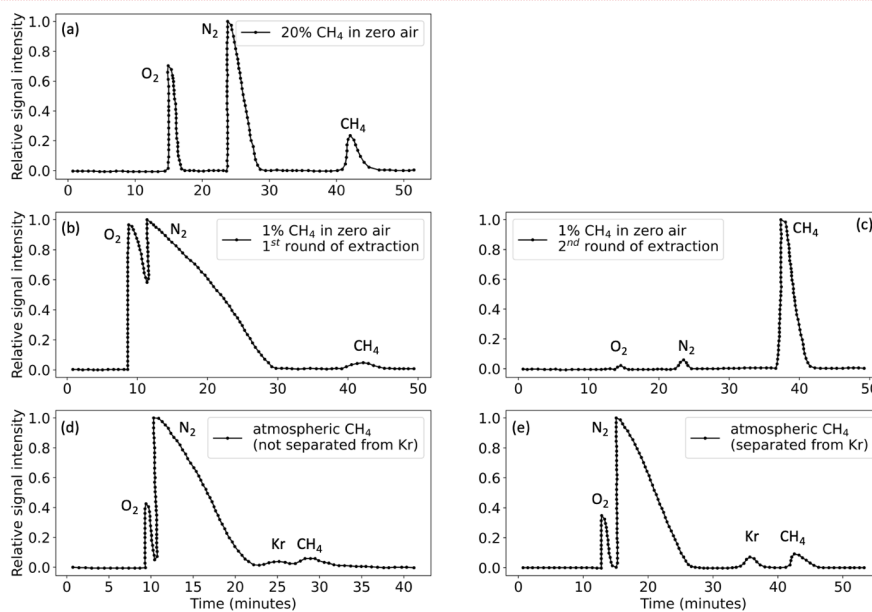 (a)
20% CH₄ in zero air
O₂
N₂
CH₄
Relative signal intensity
1.0
0.8
0.6
0.4
0.2
0.0
0 10 20 30 40 50
(b)
1% CH₄ in zero air
1st round of extraction
O₂
N₂
CH₄
Relative signal intensity
1.0
0.8
0.6
0.4
0.2
0.0
0 10 20 30 40 50
(c)
1% CH₄ in zero air
2nd round of extraction
O₂
N₂
CH₄
1.0
0.8
0.6
0.4
0.2
0.0
0 10 20 30 40 50
(d)
atmospheric CH₄
(not separated from Kr)
O₂
N₂
Kr
CH₄
Relative signal intensity
1.0
0.8
0.6
0.4
0.2
0.0
0 5 10 15 20 25 30 35 40
Time (minutes)
(e)
atmospheric CH₄
(separated from Kr)
O₂
N₂
Kr
CH₄
1.0
0.8
0.6
0.4
0.2
0.0
0 10 20 30 40 50
Time (minutes)